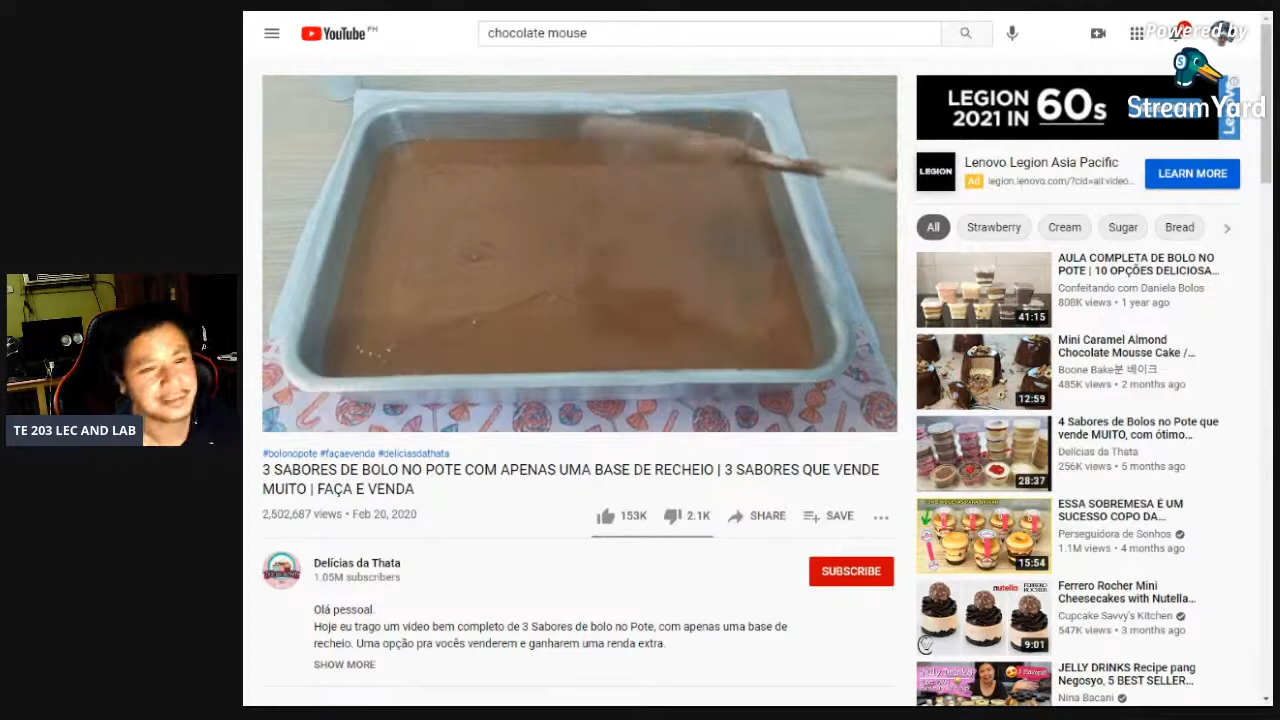 YouTube PH
chocolate mouse
Powered by
StreamYard
LEGION 60s
2021 IN
Lenovo
LEGION
Lenovo Legion Asia Pacific
LEARN MORE
Ad legion.lenovo.com/?cid=all:video...
All Strawberry Cream Sugar Bread
TE 203 LEC AND LAB
#bolonopote #façaevenda #deliciasdathata
3 SABORES DE BOLO NO POTE COM APENAS UMA BASE DE RECHEIO | 3 SABORES QUE VENDE
MUITO | FAÇA E VENDA
2,502,687 views • Feb 20, 2020
153K 2.1K SHARE SAVE
Delícias da Thata
1.05M subscribers
SUBSCRIBE
Olá pessoal.
Hoje eu trago um video bem completo de 3 Sabores de bolo no Pote, com apenas uma base de
recheio. Uma opção pra vocês venderem e ganharem uma renda extra.
SHOW MORE
AULA COMPLETA DE BOLO NO
POTE | 10 OPÇÕES DELICIOSA...
Confeitando com Daniela Bolos
808K views • 1 year ago
41:15
Mini Caramel Almond
Chocolate Mousse Cake /...
Boone Bake분 베이크
485K views • 2 months ago
12:59
4 Sabores de Bolos no Pote que
vende MUITO, com ótimo...
Delícias da Thata
256K views • 5 months ago
28:37
ESSA SOBREMESA É UM
SUCESSO COPO DA...
Perseguidora de Sonhos
1.1M views • 4 months ago
15:54
nutella
FERRERO
ROCHER
Ferrero Rocher Mini
Cheesecakes with Nutella...
Cupcake Savvy's Kitchen
547K views • 3 months ago
9:01
JELLY DRINKS Recipe pang
Negosyo, 5 BEST SELLER...
Nina Bacani